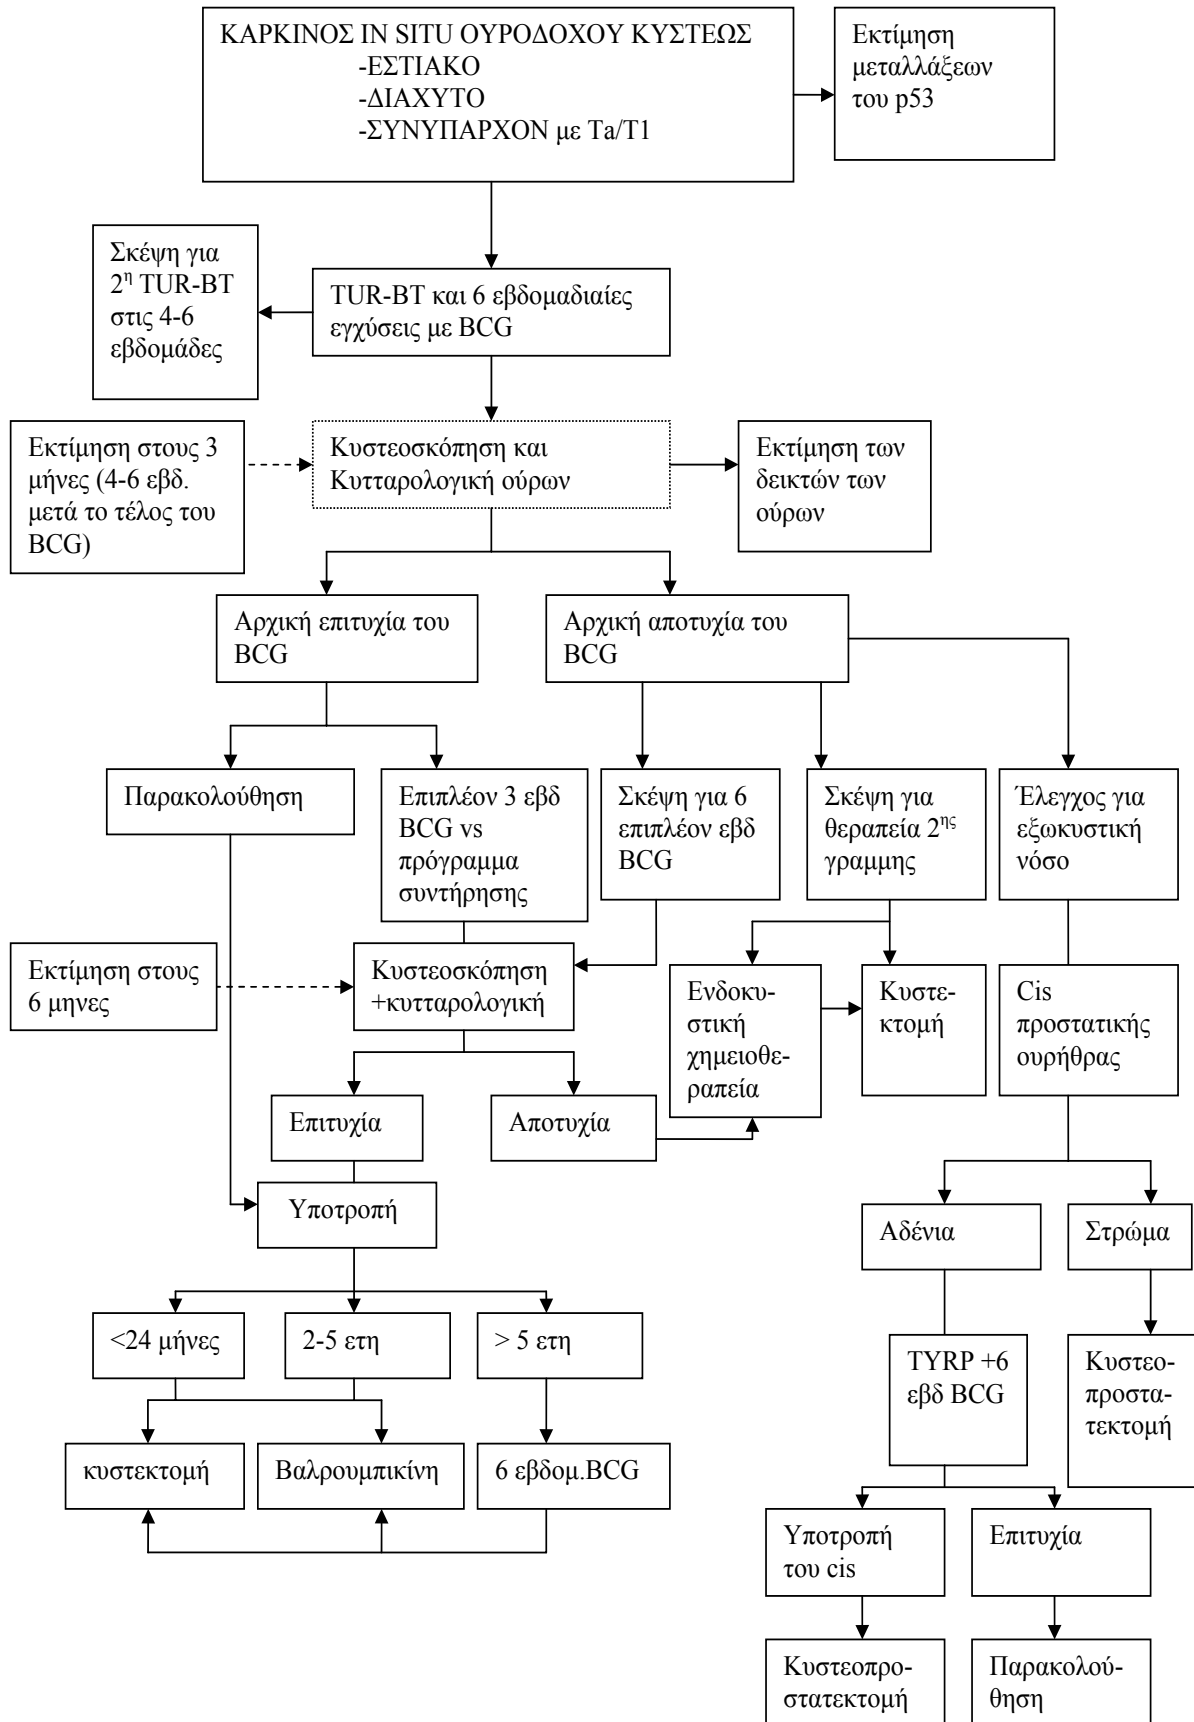 ΚΑΡΚΙΝΟΣ IN SITU ΟΥΡΟΔΟΧΟΥ ΚΥΣΤΕΩΣ
-ΕΣΤΙΑΚΟ
-ΔΙΑΧΥΤΟ
-ΣΥΝΥΠΑΡΧΟΝ με Ta/T1
Εκτίμηση
μεταλλάξεων
του p53
Σκέψη για
2η TUR-BT
στις 4-6
εβδομάδες
TUR-BT και 6 εβδομαδιαίες
εγχύσεις με BCG
Εκτίμηση στους 3
μήνες (4-6 εβδ.
μετά το τέλος του
BCG)
Κυστεοσκόπηση και
Κυτταρολογική ούρων
Εκτίμηση των
δεικτών των
ούρων
Αρχική επιτυχία του
BCG
Αρχική αποτυχία του
BCG
Παρακολούθηση
Επιπλέον 3 εβδ
BCG vs
πρόγραμμα
συντήρησης
Σκέψη για 6
επιπλέον εβδ
BCG
Σκέψη για
θεραπεία 2ης
γραμμης
Έλεγχος για
εξωκυστική
νόσο
Εκτίμηση στους
6 μηνες
Κυστεοσκόπηση
+κυτταρολογική
Ενδοκυ-
στική
χημειοθε-
ραπεία
Κυστε-
κτομή
Cis
προστατικής
ουρήθρας
Επιτυχία
Αποτυχία
Υποτροπή
Αδένια
Στρώμα
<24 μήνες
2-5 ετη
> 5 ετη
TYRP +6
εβδ BCG
Κυστεο-
προστα-
τεκτομή
κυστεκτομή
Βαλρουμπικίνη
6 εβδομ.BCG
Υποτροπή
του cis
Επιτυχία
Κυστεοπρο-
στατεκτομή
Παρακολού-
θηση